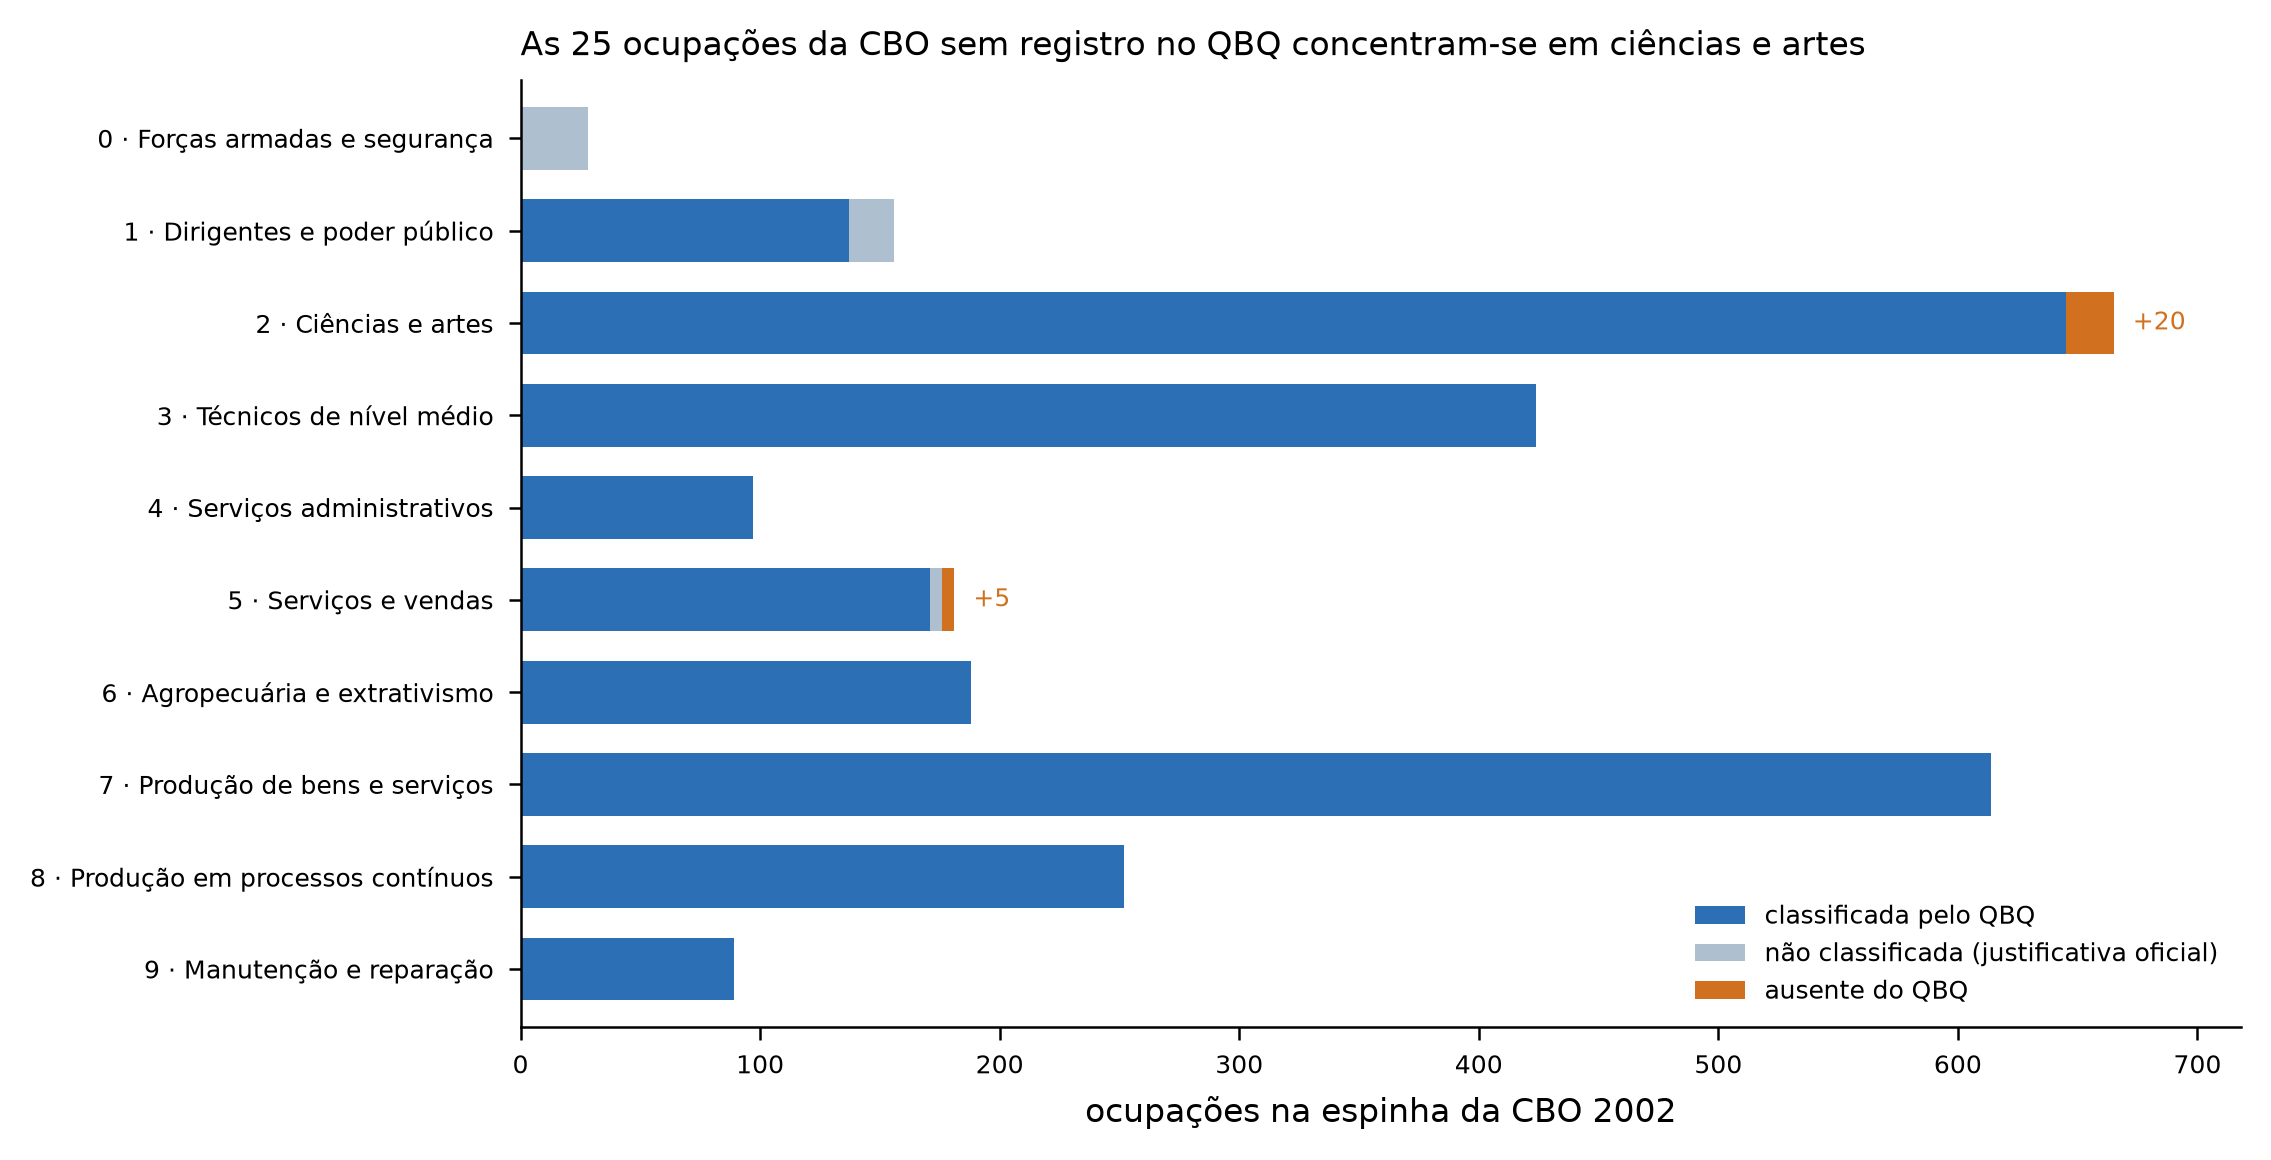 As 25 ocupações da CBO sem registro no QBQ concentram-se em ciências e artes
0 · Forças armadas e segurança
1 · Dirigentes e poder público
2 · Ciências e artes
+20
3 · Técnicos de nível médio
4 · Serviços administrativos
5 · Serviços e vendas
+5
6 · Agropecuária e extrativismo
7 · Produção de bens e serviços
8 · Produção em processos contínuos
9 · Manutenção e reparação
classificada pelo QBQ
não classificada (justificativa oficial)
ausente do QBQ
0 100 200 300 400 500 600 700
ocupações na espinha da CBO 2002